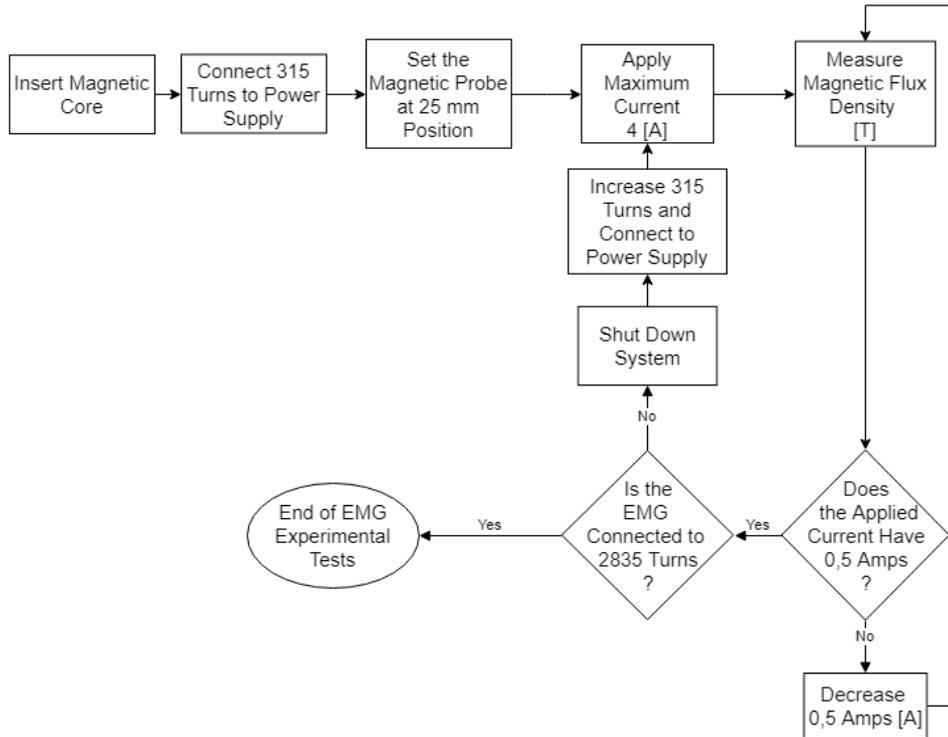 Insert Magnetic
Core
Connect 315
Turns to Power
Supply
Set the
Magnetic Probe
at 25 mm
Position
Apply
Maximum
Current
4 [A]
Measure
Magnetic Flux
Density
[T]
Increase 315
Turns and
Connect to
Power Supply
Shut Down
System
No
End of EMG
Experimental
Tests
Yes
Is the
EMG
Connected to
2835 Turns
?
Yes
Does
the Applied
Current Have
0,5 Amps
?
No
Decrease
0,5 Amps [A]